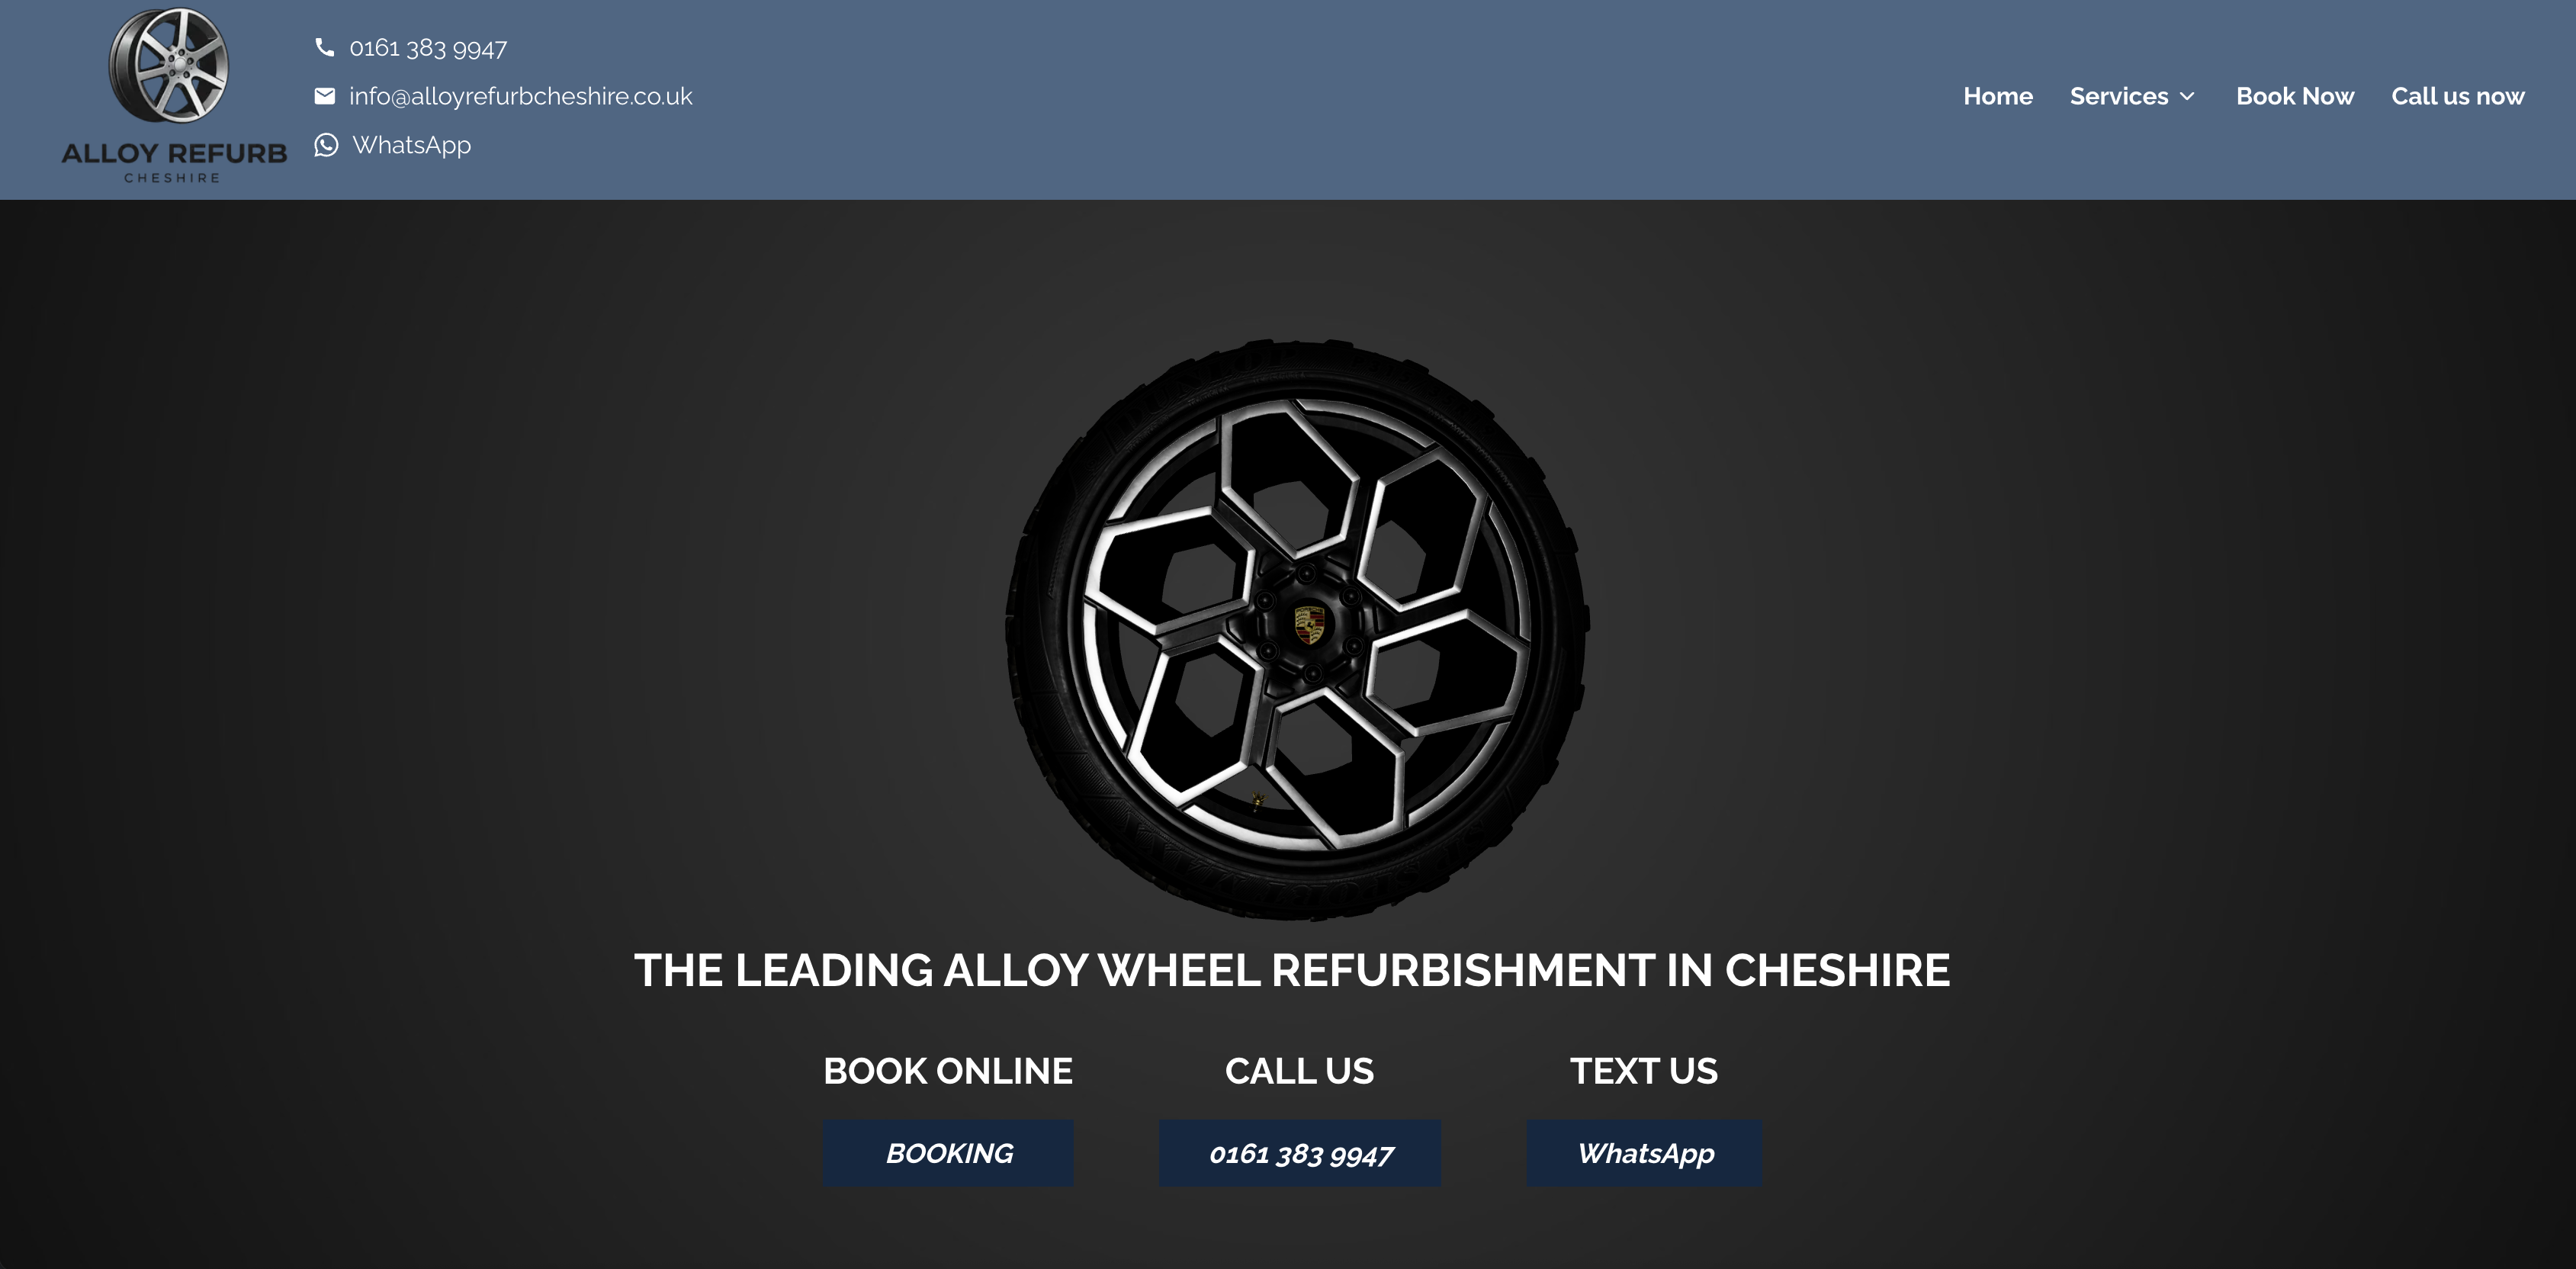 0161 383 9947
info@alloyrefurbcheshire.co.uk
WhatsApp
ALLOY REFURB
CHESHIRE
Home
Services
Book Now
Call us now
THE LEADING ALLOY WHEEL REFURBISHMENT IN CHESHIRE
BOOK ONLINE
CALL US
TEXT US
BOOKING
0161 383 9947
WhatsApp